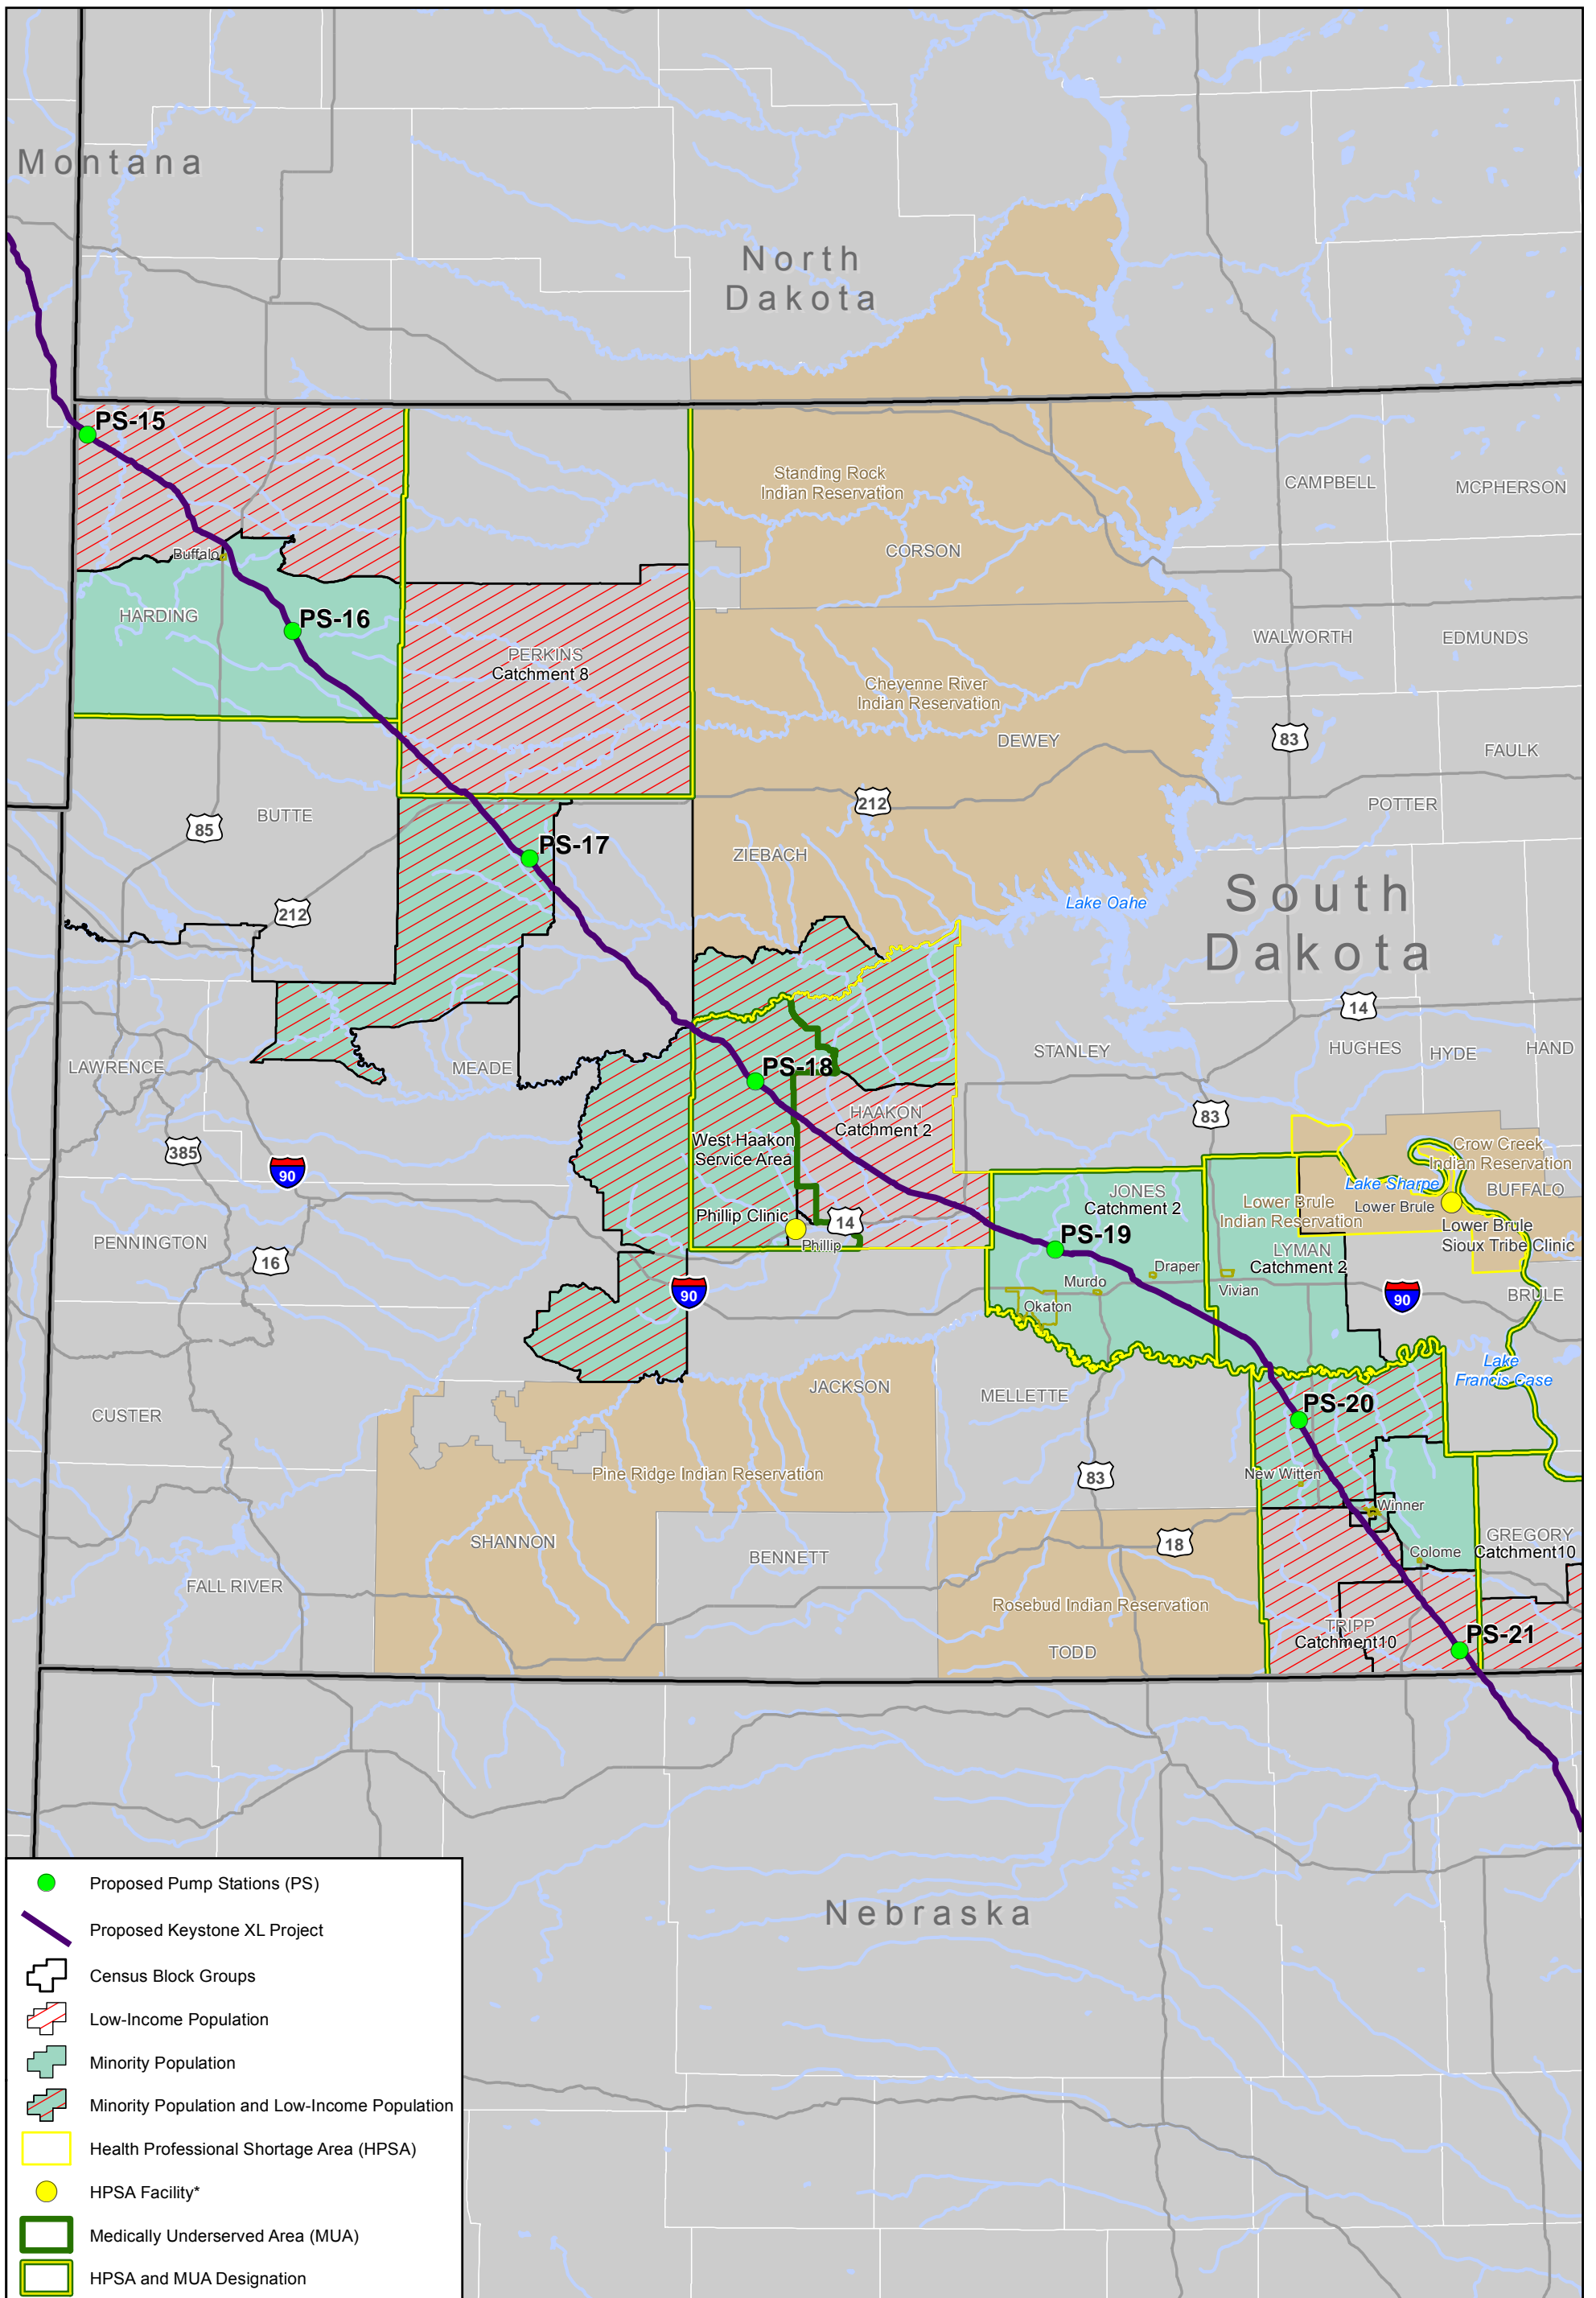 Montana
North
Dakota
PS-15
Standing Rock
Indian Reservation
CAMPBELL
MCPHERSON
Buffalo
CORSON
HARDING
PS-16
WALWORTH
EDMUNDS
PERKINS
Catchment 8
Cheyenne River
Indian Reservation
DEWEY
83
FAULK
212
POTTER
BUTTE
85
PS-17
ZIEBACH
Lake Oahe
South
Dakota
212
14
LAWRENCE
MEADE
PS-18
STANLEY
HUGHES
HYDE
HAND
HAAKON
Catchment 2
83
385
90
West Haakon
Service Area
Crow Creek
Indian Reservation
Lake Sharpe
BUFFALO
JONES
Catchment 2
Lower Brule
Indian Reservation
Lower Brule
Lower Brule
Sioux Tribe Clinic
Phillip Clinic
14
Phillip
PENNINGTON
16
PS-19
LYMAN
Catchment 2
Draper
Murdo
Vivian
Okaton
90
90
BRULE
Lake
Francis Case
JACKSON
MELLETTE
PS-20
CUSTER
Pine Ridge Indian Reservation
83
New Witten
Winner
SHANNON
BENNETT
18
Colome
GREGORY
Catchment10
FALL RIVER
Rosebud Indian Reservation
TODD
TRIPP
Catchment10
PS-21
Nebraska
Proposed Pump Stations (PS)
Proposed Keystone XL Project
Census Block Groups
Low-Income Population
Minority Population
Minority Population and Low-Income Population
Health Professional Shortage Area (HPSA)
HPSA Facility*
Medically Underserved Area (MUA)
HPSA and MUA Designation